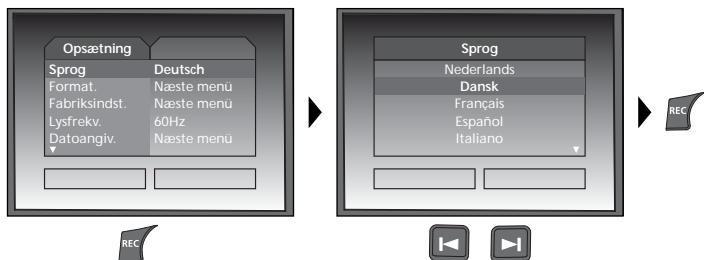 Opsætning
Sprog Deutsch
Format. Næste menü
Fabriksindst. Næste menü
Lysfrekv. 60Hz
Datoangiv. Næste menü
REC
Sprog
Nederlands
Dansk
Français
Español
Italiano
REC